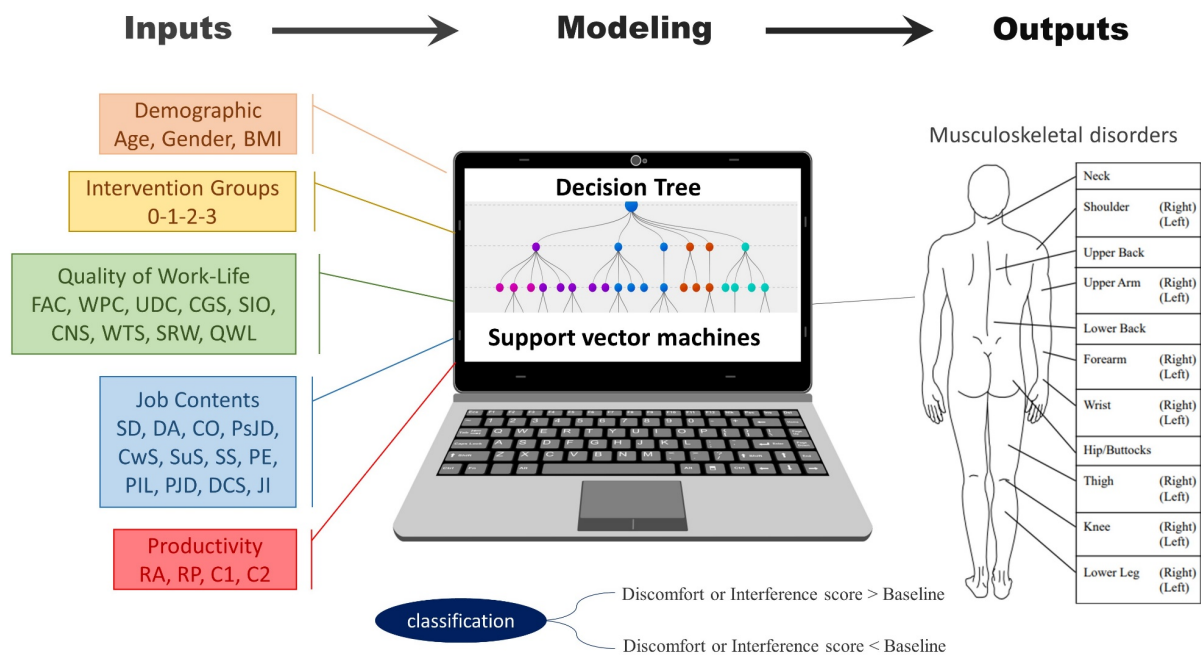 Inputs
Modeling
Outputs
Demographic
Age, Gender, BMI
Intervention Groups
0-1-2-3
Quality of Work-Life
FAC, WPC, UDC, CGS, SIO,
CNS, WTS, SRW, QWL
Job Contents
SD, DA, CO, PsJD,
CwS, SuS, SS, PE,
PIL, PJD, DCS, JI
Productivity
RA, RP, C1, C2
Decision Tree
Support vector machines
classification
Discomfort or Interference score > Baseline
Discomfort or Interference score < Baseline
Musculoskeletal disorders
Neck
Shoulder (Right)
(Left)
Upper Back
Upper Arm (Right)
(Left)
Lower Back
Forearm (Right)
(Left)
Wrist (Right)
(Left)
Hip/Buttocks
Thigh (Right)
(Left)
Knee (Right)
(Left)
Lower Leg (Right)
(Left)